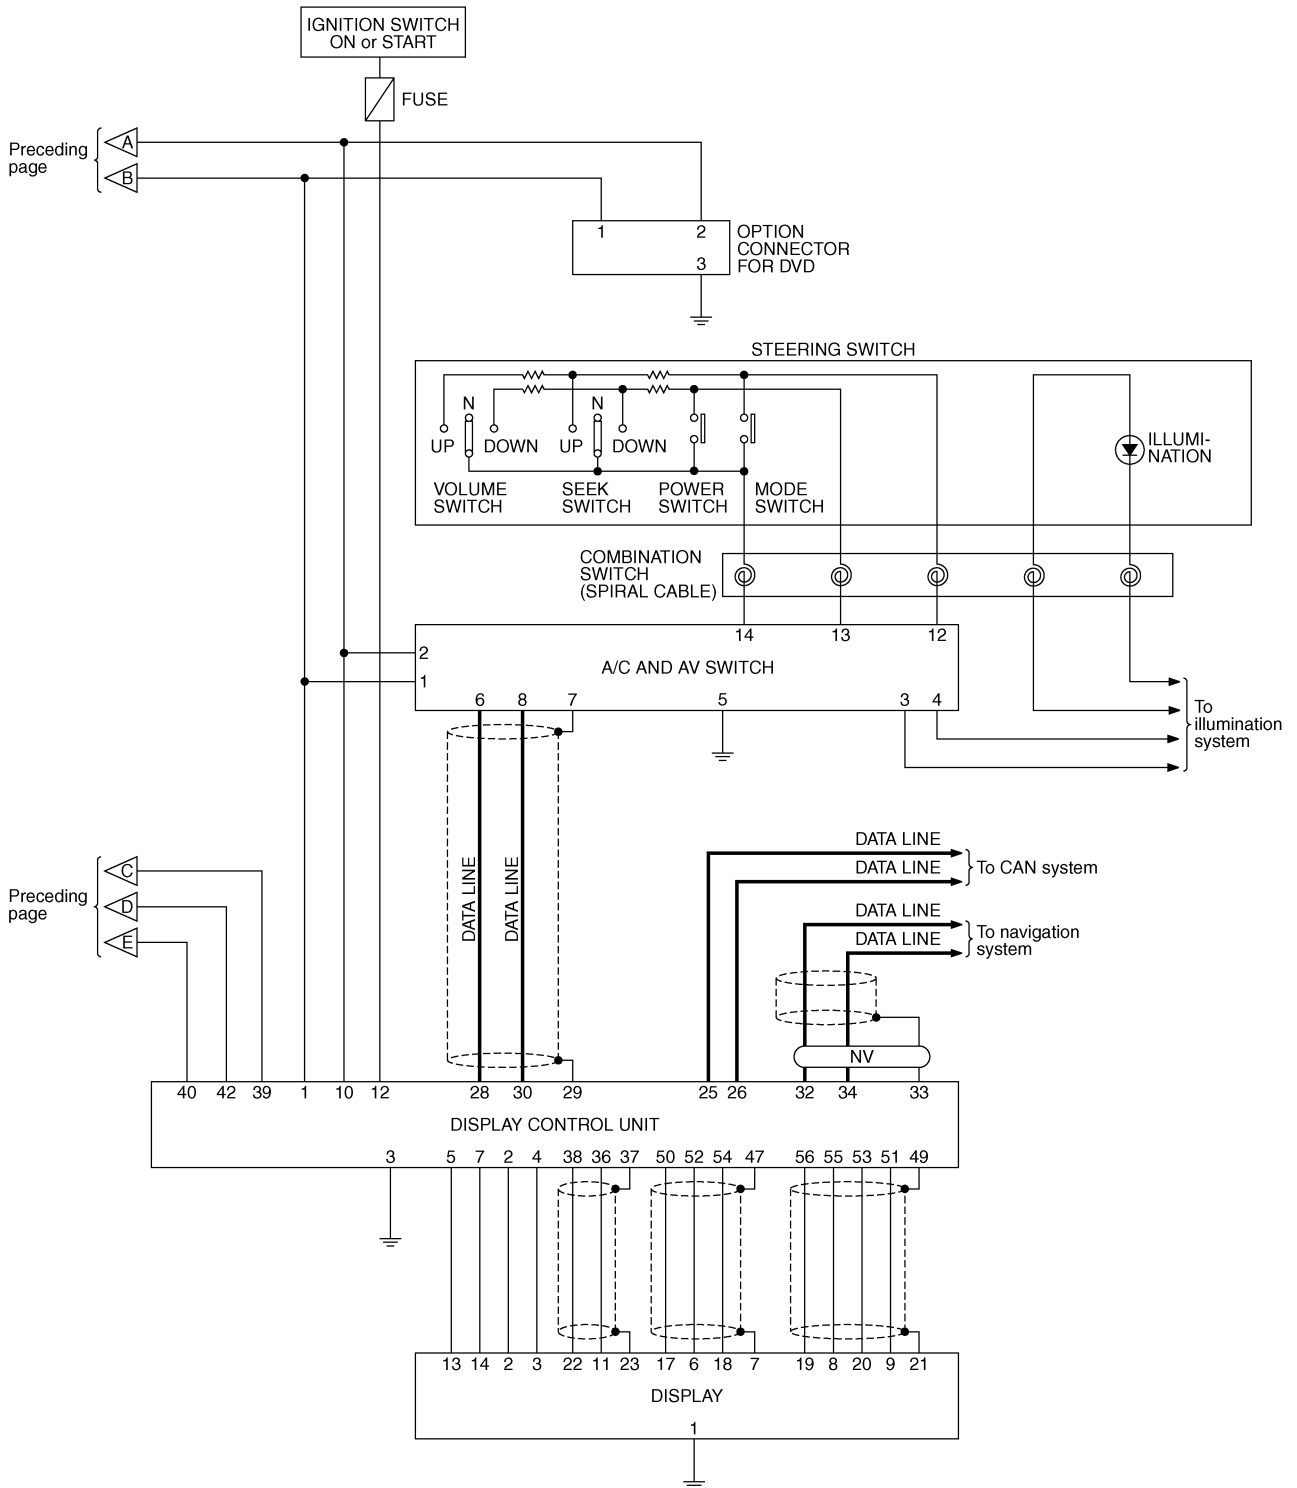 IGNITION SWITCH
ON or START
FUSE
Preceding
page
A
B
1
2
3
OPTION
CONNECTOR
FOR DVD
STEERING SWITCH
N
N
UP
DOWN
UP
DOWN
ILLUMI-
NATION
VOLUME
SWITCH
SEEK
SWITCH
POWER
SWITCH
MODE
SWITCH
COMBINATION
SWITCH
(SPIRAL CABLE)
14
13
12
2
1
A/C AND AV SWITCH
6
8
7
5
3
4
To
illumination
system
DATA LINE
DATA LINE
DATA LINE
DATA LINE
To CAN system
DATA LINE
DATA LINE
To navigation
system
Preceding
page
C
D
E
NV
40
42
39
1
10
12
28
30
29
25
26
32
34
33
DISPLAY CONTROL UNIT
3
5
7
2
4
38
36
37
50
52
54
47
56
55
53
51
49
13
14
2
3
22
11
23
17
6
18
7
19
8
20
9
21
DISPLAY
1